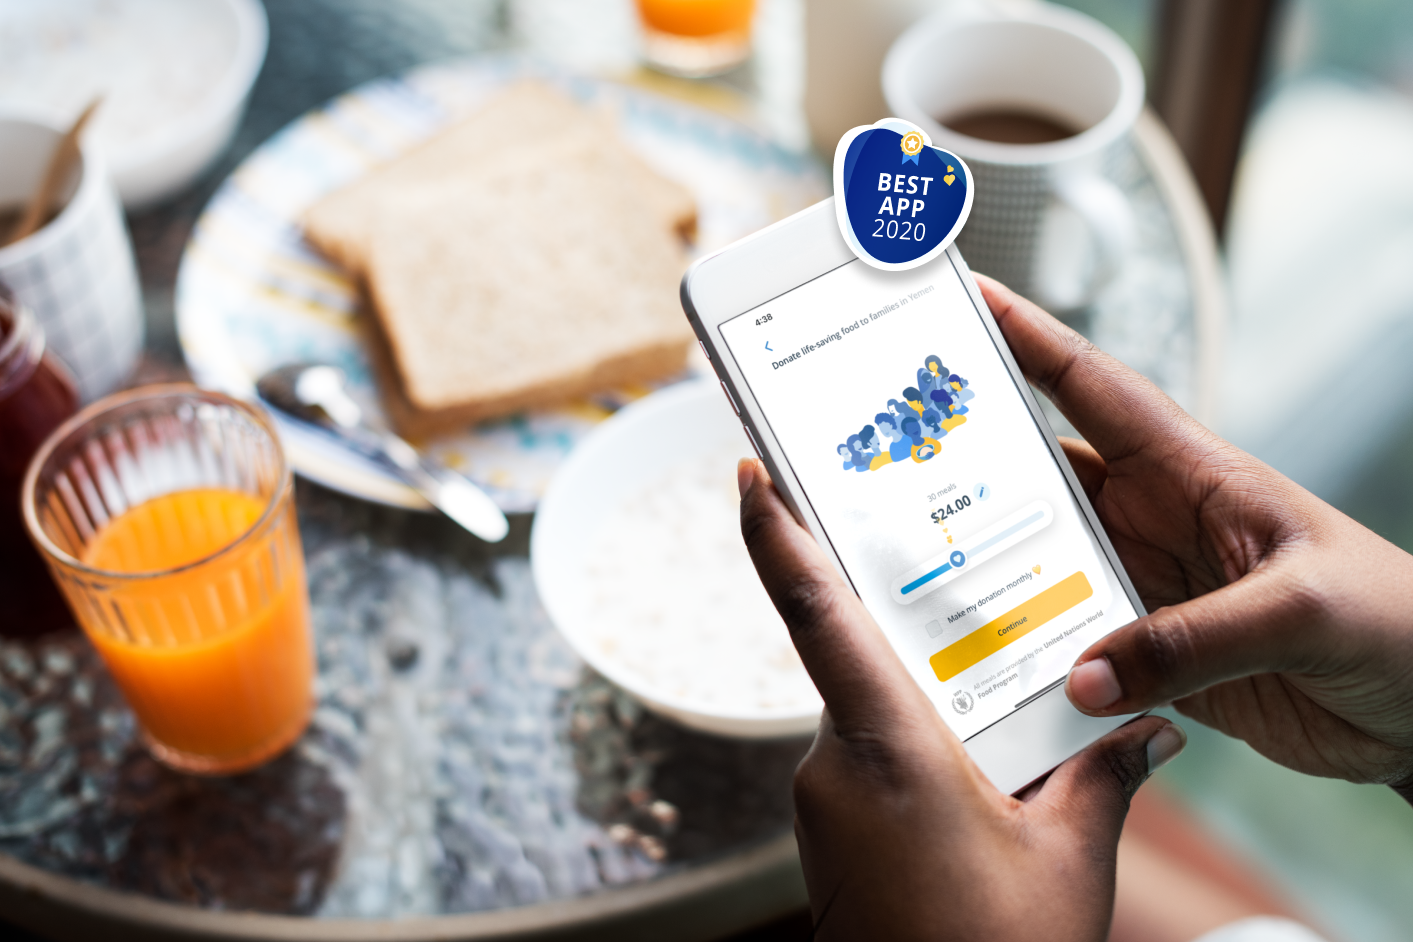 BEST
APP
2020
4:38
Donate life-saving food to families in Yemen
30 meals
$24.00
Make my donation monthly
Continue
All meals are provided by the United Nations World
Food Program
WFP